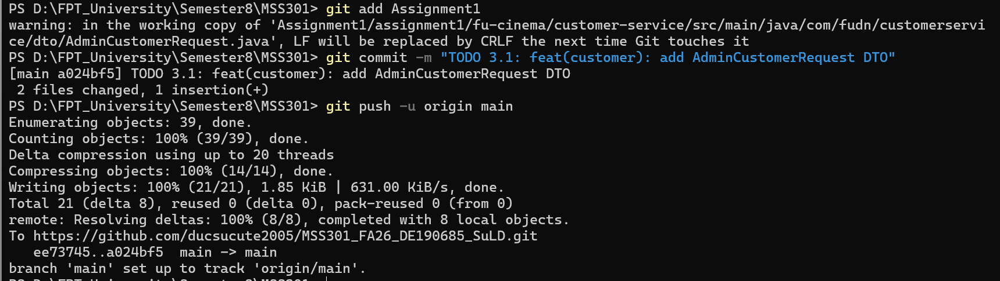 PS D:\FPT_University\Semester8\MSS301> git add Assignment1
warning: in the working copy of 'Assignment1/assignment1/fu-cinema/customer-service/src/main/java/com/fudn/customerservi
ce/dto/AdminCustomerRequest.java', LF will be replaced by CRLF the next time Git touches it
PS D:\FPT_University\Semester8\MSS301> git commit -m "TODO 3.1: feat(customer): add AdminCustomerRequest DTO"
[main a024bf5] TODO 3.1: feat(customer): add AdminCustomerRequest DTO
 2 files changed, 1 insertion(+)
PS D:\FPT_University\Semester8\MSS301> git push -u origin main
Enumerating objects: 39, done.
Counting objects: 100% (39/39), done.
Delta compression using up to 20 threads
Compressing objects: 100% (14/14), done.
Writing objects: 100% (21/21), 1.85 KiB | 631.00 KiB/s, done.
Total 21 (delta 8), reused 0 (delta 0), pack-reused 0 (from 0)
remote: Resolving deltas: 100% (8/8), completed with 8 local objects.
To https://github.com/ducsucute2005/MSS301_FA26_DE190685_SuLD.git
   ee73745..a024bf5  main -> main
branch 'main' set up to track 'origin/main'.
PS D:\FPT_University\Semester8\MSS301>